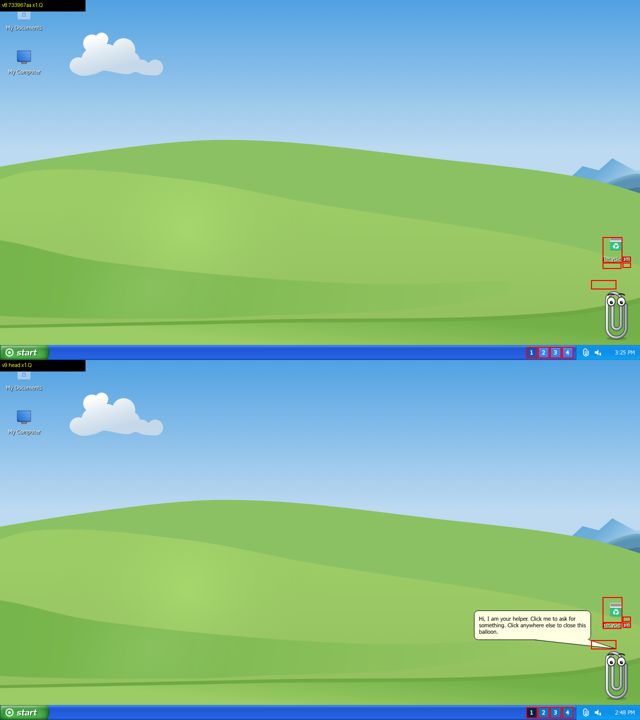 v8 733967aa x1.Q
My Documents
My Computer
start
1 2 3 4
3:25 PM
v9 head x1.Q
My Documents
My Computer
Hi, I am your helper. Click me to ask for
something. Click anywhere else to close this
balloon.
start
1 2 3 4
2:48 PM